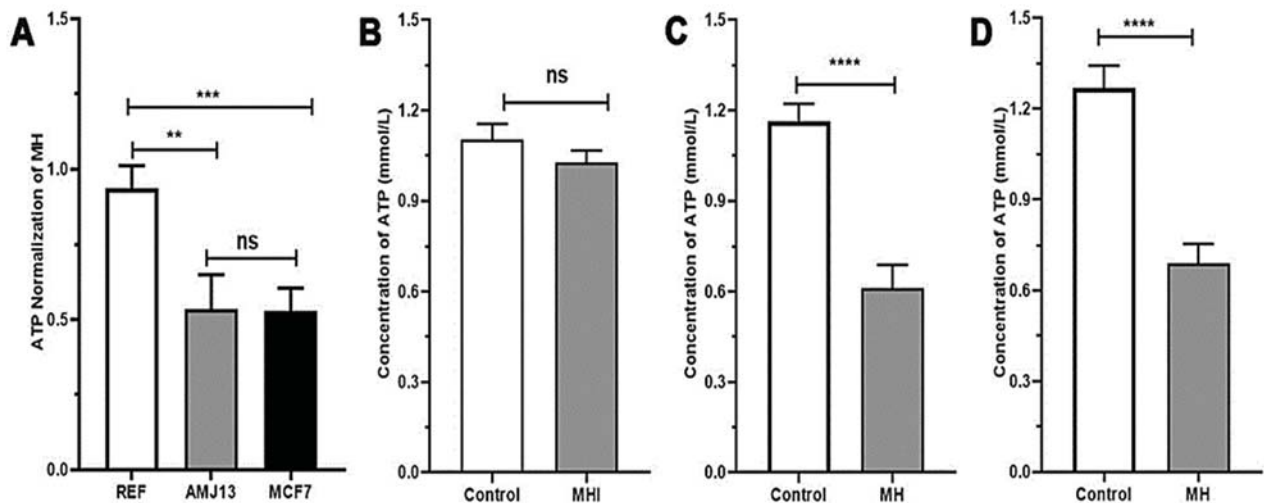 A
ATP Normalization of MH
1.5
1.0
0.5
0.0
***
**
ns
REF AMJ13 MCF7
B
Concentration of ATP (mmol/L)
1.5
1.2
0.9
0.6
0.3
0.0
ns
Control MHI
C
Concentration of ATP (mmol/L)
1.5
1.2
0.9
0.6
0.3
0.0
****
Control MH
D
Concentration of ATP (mmol/L)
1.5
1.2
0.9
0.6
0.3
0.0
****
Control MH